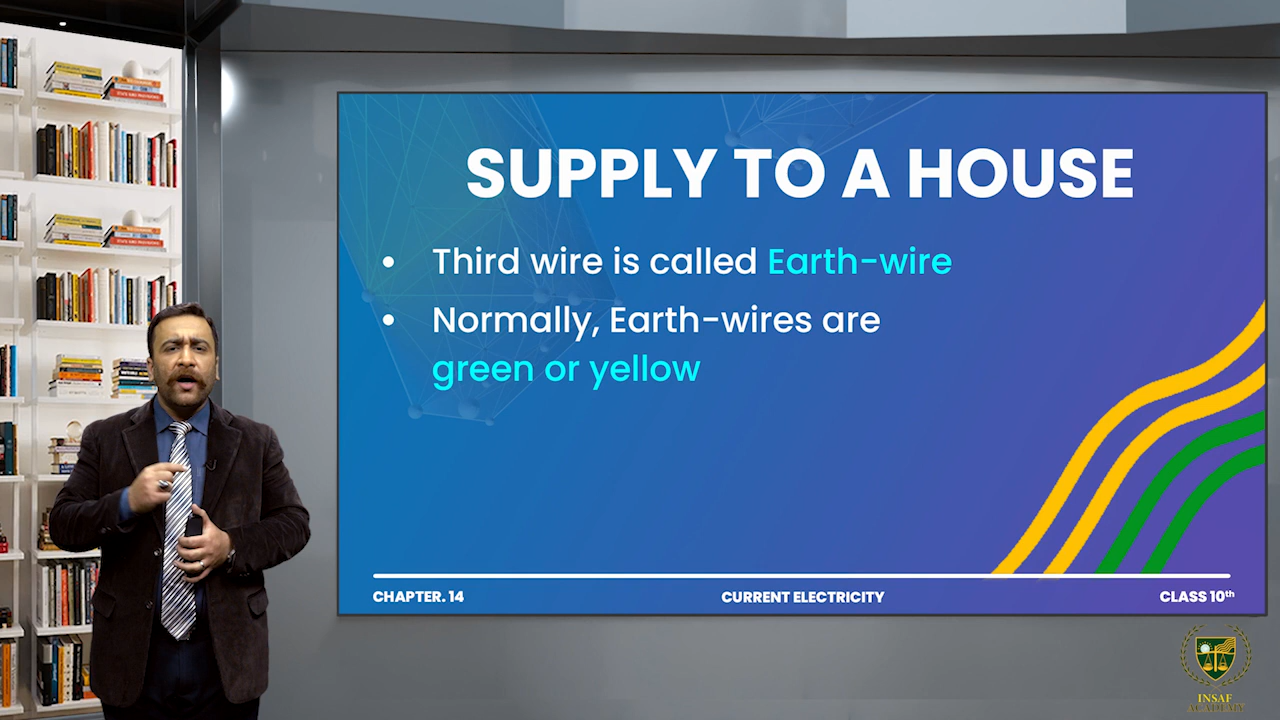 SUPPLY TO A HOUSE
• Third wire is called Earth-wire
• Normally, Earth-wires are
green or yellow
CHAPTER. 14
CURRENT ELECTRICITY
CLASS 10th
INSAF
ACADEMY